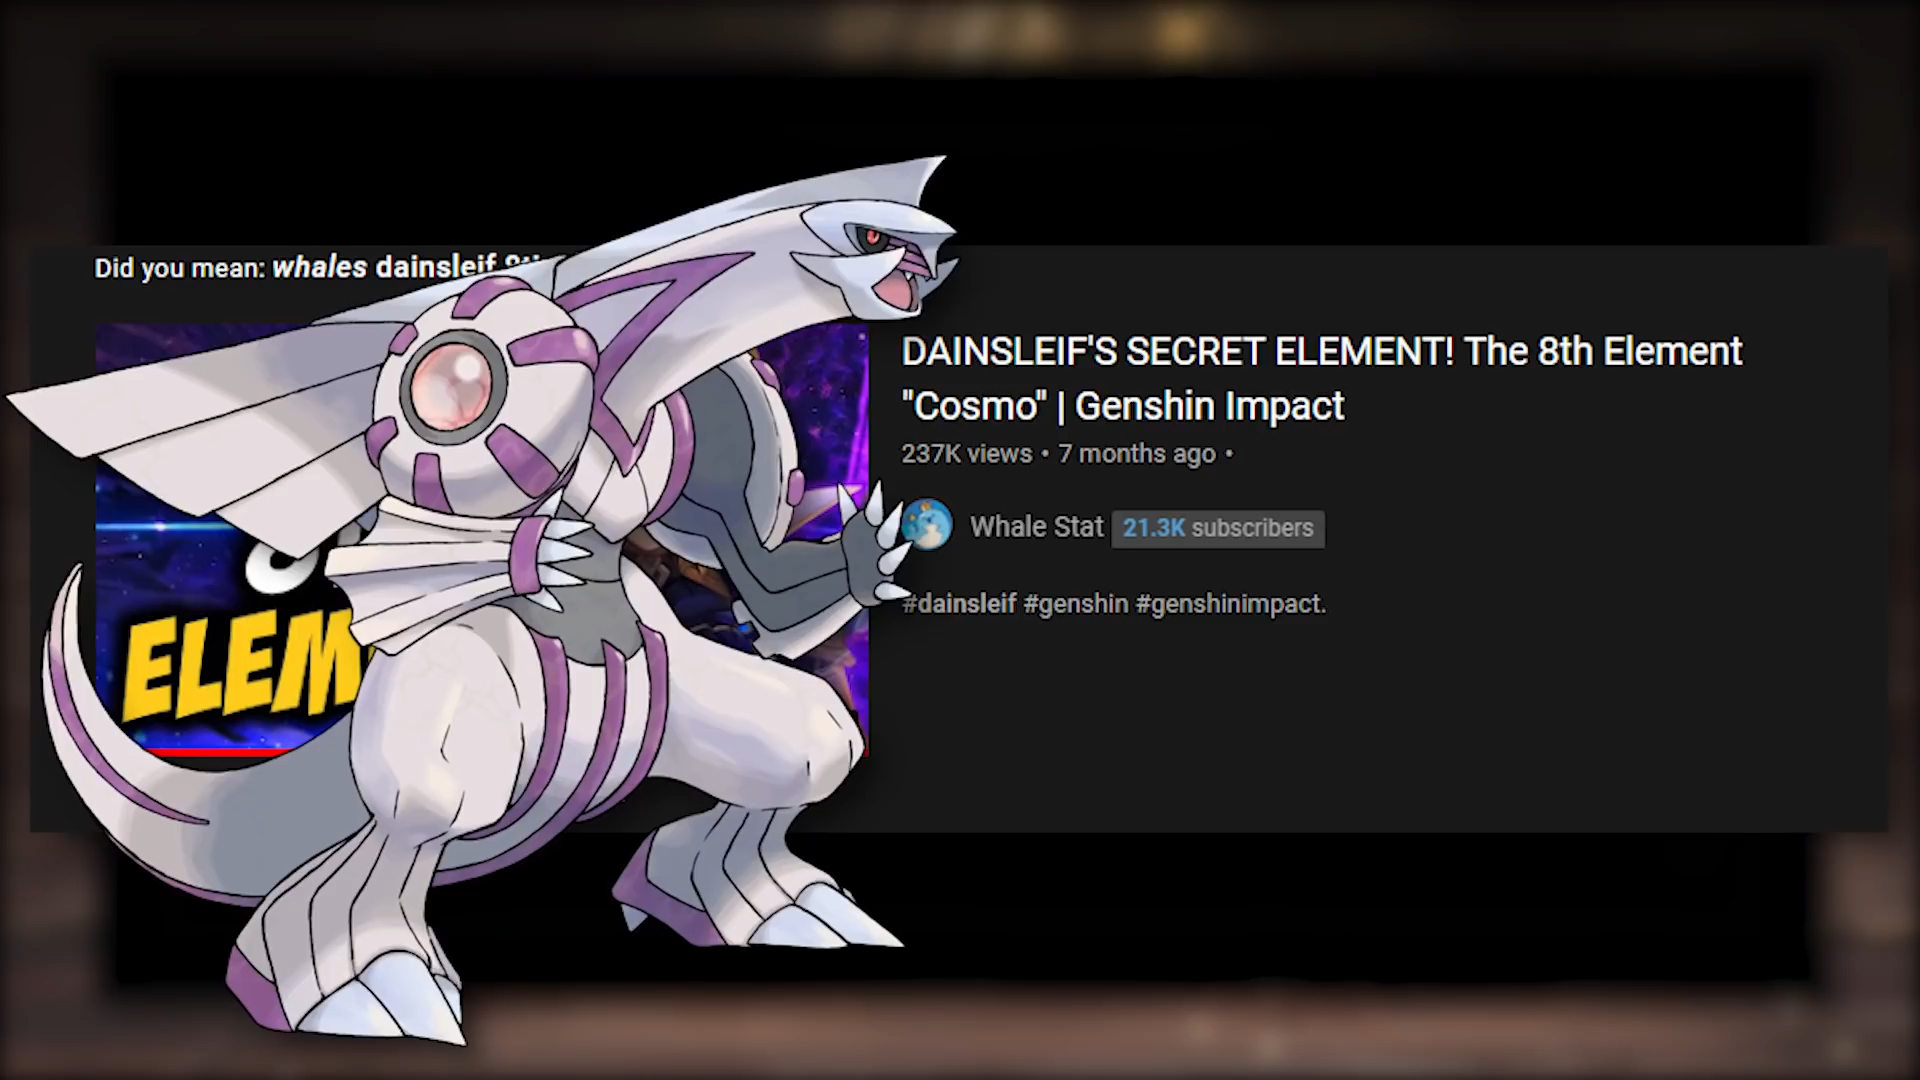 Did you mean: whales dainsleif
DAINSLEIF'S SECRET ELEMENT! The 8th Element
"Cosmo" | Genshin Impact
237K views • 7 months ago •
Whale Stat 21.3K subscribers
#dainsleif #genshin #genshinimpact.